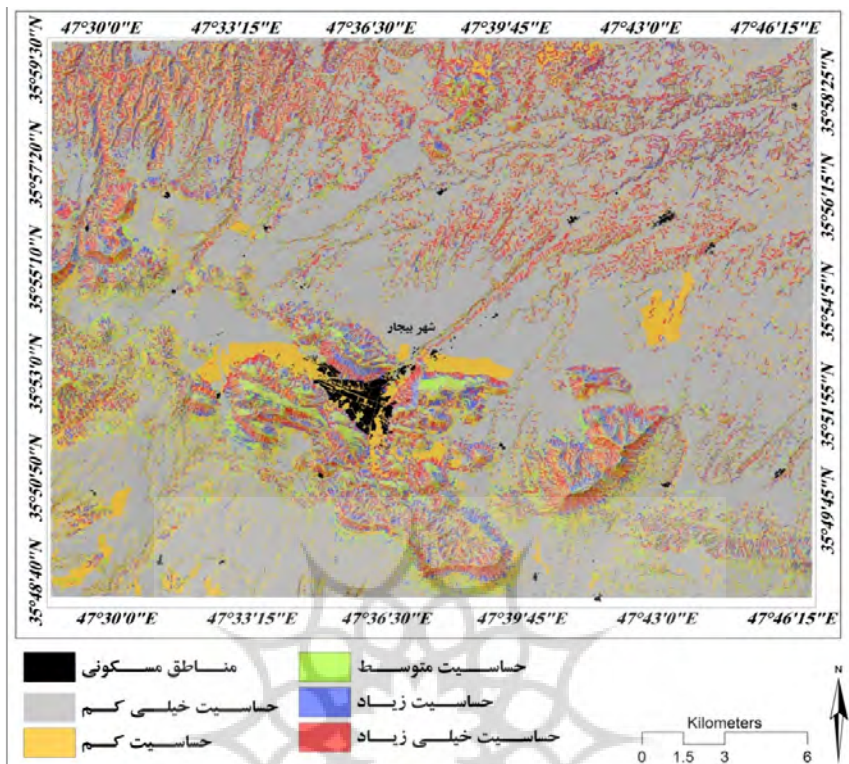 47°30'0"E 47°33'15"E 47°36'30"E 47°39'45"E 47°43'0"E 47°46'15"E
35°59'30"N
35°57'20"N
35°55'10"N
35°53'0"N
35°50'50"N
35°48'40"N
35°58'25"N
35°56'15"N
35°54'5"N
35°51'55"N
35°49'45"N
شهر بیجار
47°30'0"E 47°33'15"E 47°36'30"E 47°39'45"E 47°43'0"E 47°46'15"E
حساسیت متوسط
مناطق مسکونی
حساسیت زیاد
حساسیت خیلی کم
حساسیت خیلی زیاد
حساسیت کم
N
Kilometers
0 1.5 3 6